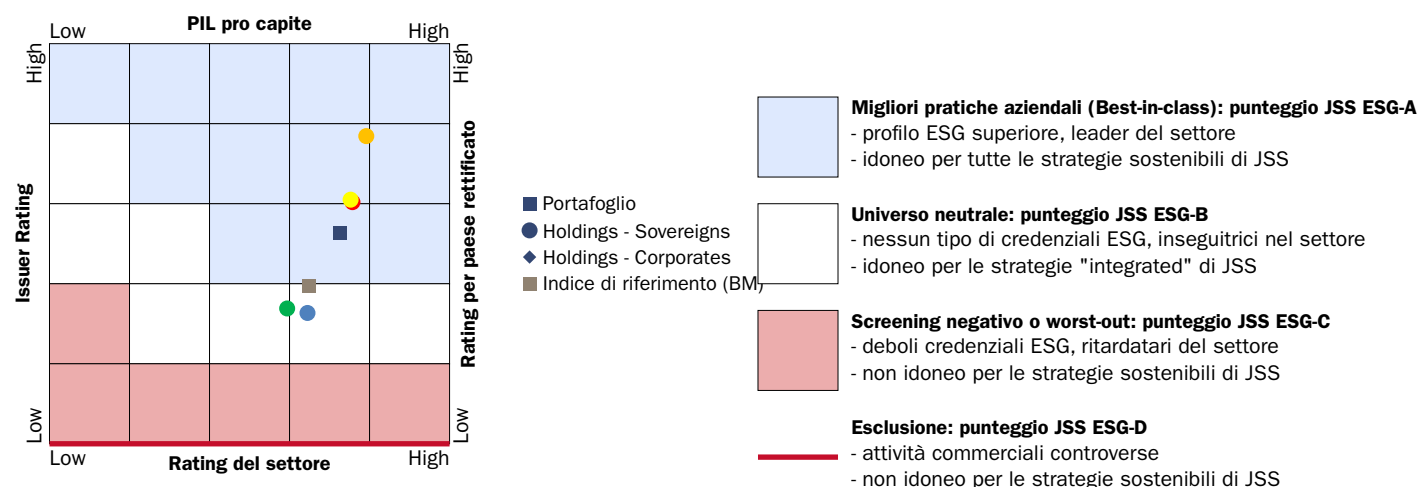 PIL pro capite
Low
High
High
High
Issuer Rating
Rating per paese rettificato
Low
Low
Low
Rating del settore
High
Portafoglio
Holdings - Sovereigns
Holdings - Corporates
Indice di riferimento (BM)
Migliori pratiche aziendali (Best-in-class): punteggio JSS ESG-A
- profilo ESG superiore, leader del settore
- idoneo per tutte le strategie sostenibili di JSS
Universo neutrale: punteggio JSS ESG-B
- nessun tipo di credenziali ESG, inseguitrici nel settore
- idoneo per le strategie "integrated" di JSS
Screening negativo o worst-out: punteggio JSS ESG-C
- deboli credenziali ESG, ritardatari del settore
- non idoneo per le strategie sostenibili di JSS
Esclusione: punteggio JSS ESG-D
- attività commerciali controverse
- non idoneo per le strategie sostenibili di JSS